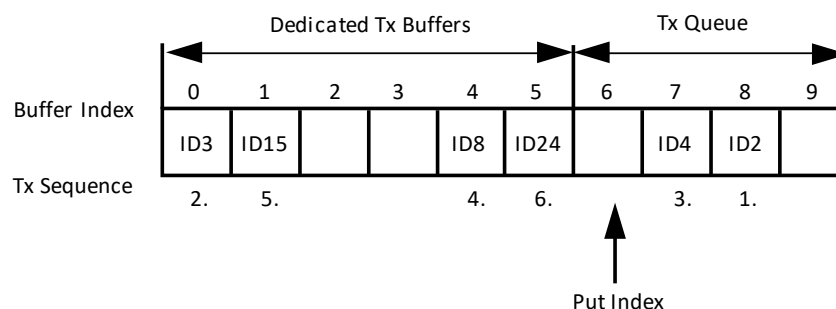 Dedicated Tx Buffers Tx Queue
0 1 2 3 4 5 6 7 8 9
Buffer Index
ID3 ID15 ID8 ID24 ID4 ID2
Tx Sequence
2. 5. 4. 6. 3. 1.
Put Index